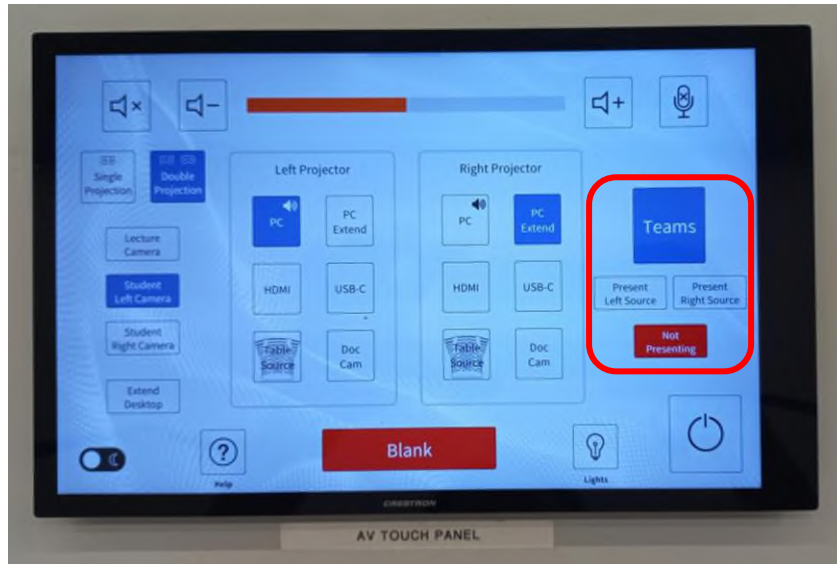 Single
Projection
Double
Projection
Lecture
Camera
Student
Left Camera
Student
Right Camera
Extend
Desktop
Left Projector
PC
PC
Extend
HDMI
USB-C
Table
Source
Doc
Cam
Right Projector
PC
PC
Extend
HDMI
USB-C
Table
Source
Doc
Cam
Teams
Present
Left Source
Present
Right Source
Not
Presenting
Help
Blank
Lights
CRESTRON
AV TOUCH PANEL